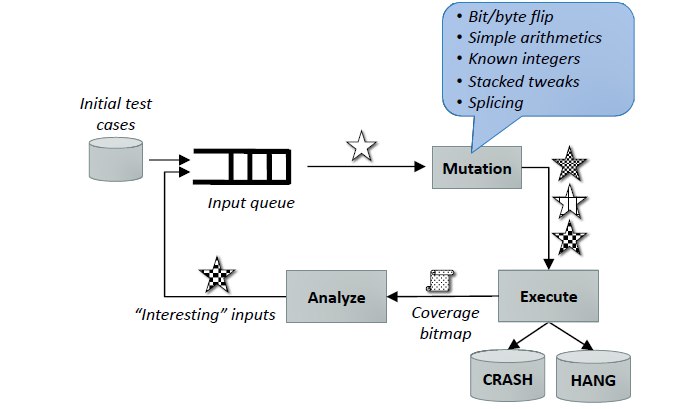 • Bit/byte flip
• Simple arithmetics
• Known integers
• Stacked tweaks
• Splicing
Initial test
cases
Input queue
Mutation
Execute
Coverage
bitmap
Analyze
“Interesting” inputs
CRASH
HANG